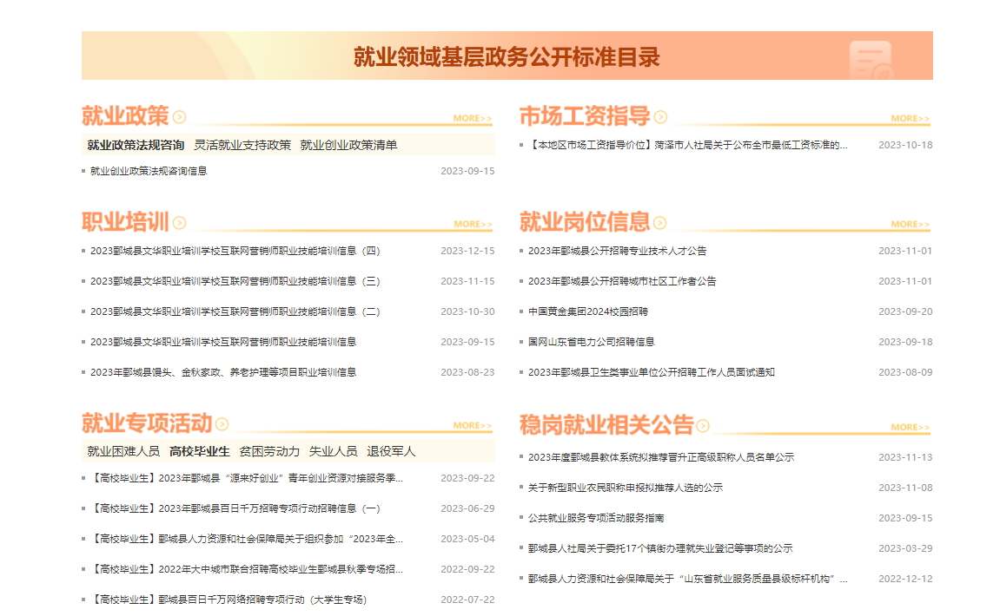 就业领域基层政务公开标准目录
就业政策
MORE>>
就业政策法规咨询 灵活就业支持政策 就业创业政策清单
就业创业政策法规咨询信息 2023-09-15
市场工资指导
MORE>>
【本地区市场工资指导价位】菏泽市人社局关于公布全市最低工资标准的... 2023-10-18
职业培训
MORE>>
2023鄄城县文华职业培训学校互联网营销师职业技能培训信息（四） 2023-12-15
2023鄄城县文华职业培训学校互联网营销师职业技能培训信息（三） 2023-11-15
2023鄄城县文华职业培训学校互联网营销师职业技能培训信息（二） 2023-10-30
2023鄄城县文华职业培训学校互联网营销师职业技能培训信息 2023-09-15
2023年鄄城县馒头、金秋家政、养老护理等项目职业培训信息 2023-08-23
就业岗位信息
MORE>>
2023年鄄城县公开招聘专业技术人才公告 2023-11-01
2023年鄄城县公开招聘城市社区工作者公告 2023-11-01
中国黄金集团2024校园招聘 2023-09-20
国网山东省电力公司招聘信息 2023-09-18
2023年鄄城县卫生类事业单位公开招聘工作人员面试通知 2023-08-09
就业专项活动
MORE>>
就业困难人员 高校毕业生 贫困劳动力 失业人员 退役军人
【高校毕业生】2023年鄄城县“源来好创业”青年创业资源对接服务季... 2023-09-22
【高校毕业生】2023年鄄城县百日千万招聘专项行动招聘信息（一） 2023-06-29
【高校毕业生】鄄城县人力资源和社会保障局关于组织参加“2023年全... 2023-05-04
【高校毕业生】2022年大中城市联合招聘高校毕业生鄄城县秋季专场招... 2022-09-22
【高校毕业生】鄄城县百日千万网络招聘专项行动（大学生专场） 2022-07-22
稳岗就业相关公告
MORE>>
2023年度鄄城县教体系统拟推荐晋升正高级职称人员名单公示 2023-11-13
关于新型职业农民职称申报拟推荐人选的公示 2023-11-08
公共就业服务专项活动服务指南 2023-09-15
鄄城县人社局关于委托17个镇街办理就失业登记等事项的公示 2023-03-29
鄄城县人力资源和社会保障局关于“山东省就业服务质量县级标杆机构”... 2022-12-12